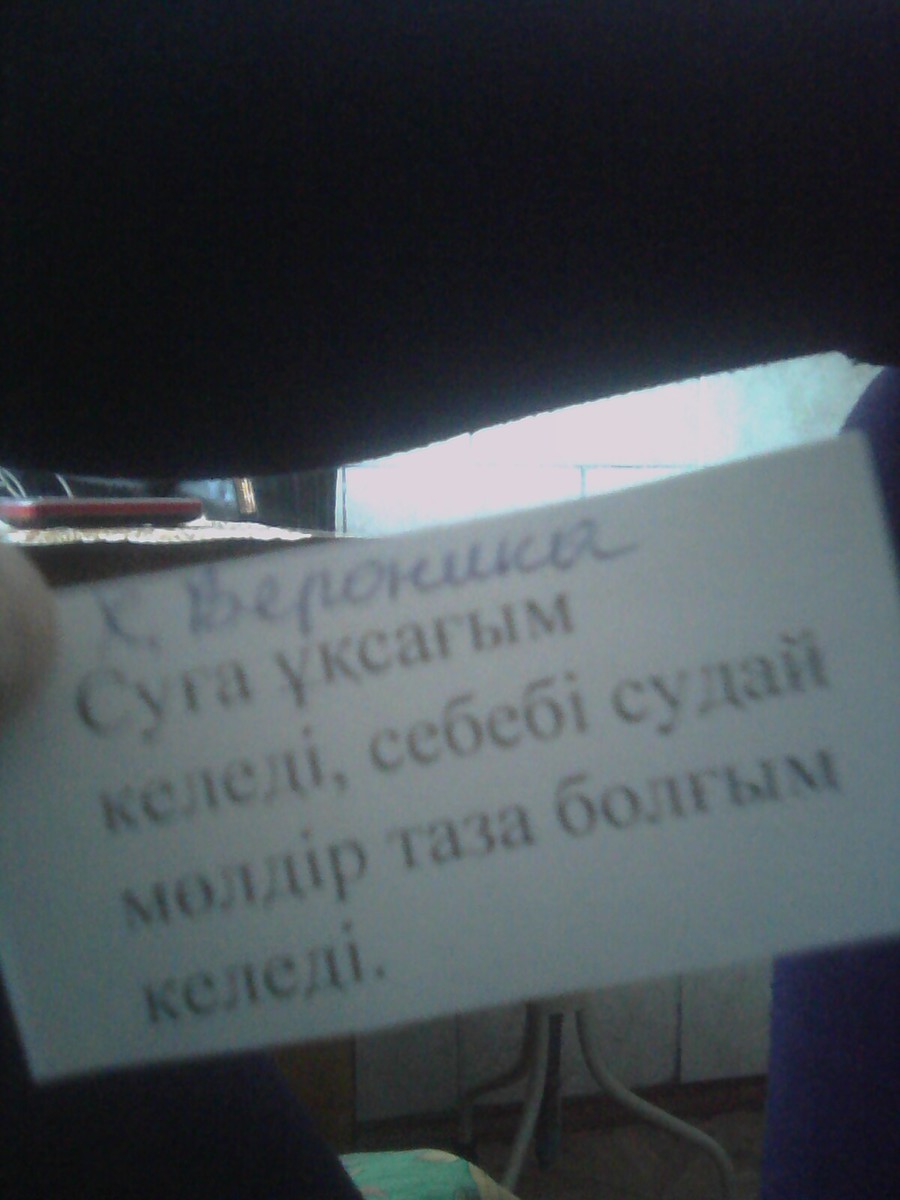 Х. Вероника
Суға ұқсағым
келеді, себебі судай
мөлдір таза болғым
келеді.